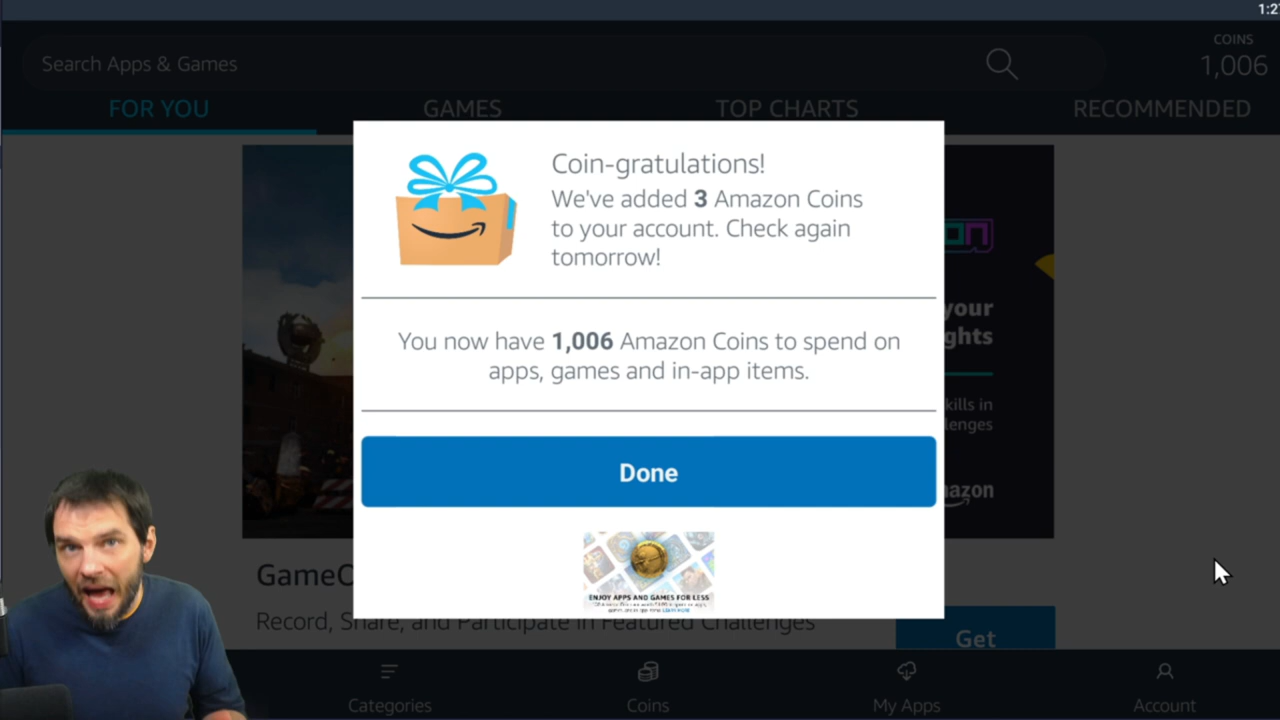 1:2
COINS
Search Apps & Games
1,006
FOR YOU
GAMES
TOP CHARTS
RECOMMENDED
Coin-gratulations!
We've added 3 Amazon Coins
to your account. Check again
tomorrow!
your
ghts
You now have 1,006 Amazon Coins to spend on
apps, games and in-app items.
kills in
enges
Done
azon
GameC
ENJOY APPS AND GAMES FOR LESS
Record, Share, and Participate in Featured Challenges
Get
Categories
Coins
My Apps
Account